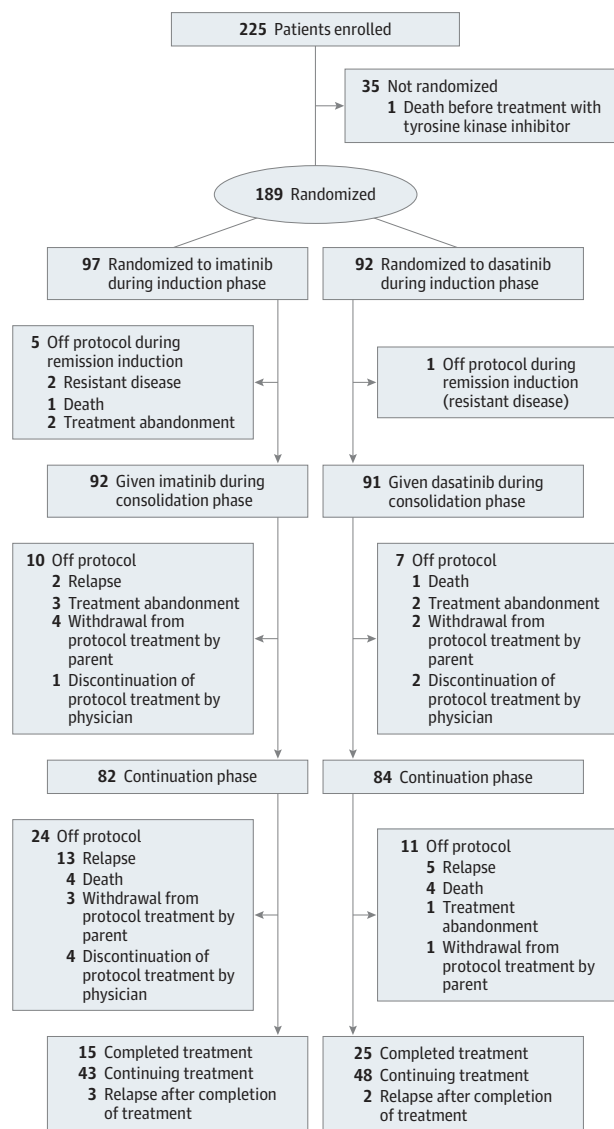 225 Patients enrolled
35 Not randomized
1 Death before treatment with
tyrosine kinase inhibitor
189 Randomized
97 Randomized to imatinib
during induction phase
92 Randomized to dasatinib
during induction phase
5 Off protocol during
remission induction
2 Resistant disease
1 Death
2 Treatment abandonment
1 Off protocol during
remission induction
(resistant disease)
92 Given imatinib during
consolidation phase
91 Given dasatinib during
consolidation phase
10 Off protocol
2 Relapse
3 Treatment abandonment
4 Withdrawal from
protocol treatment by
parent
1 Discontinuation of
protocol treatment by
physician
7 Off protocol
1 Death
2 Treatment abandonment
2 Withdrawal from
protocol treatment by
parent
2 Discontinuation of
protocol treatment by
physician
82 Continuation phase
84 Continuation phase
24 Off protocol
13 Relapse
4 Death
3 Withdrawal from
protocol treatment by
parent
4 Discontinuation of
protocol treatment by
physician
11 Off protocol
5 Relapse
4 Death
1 Treatment
abandonment
1 Withdrawal from
protocol treatment by
parent
15 Completed treatment
43 Continuing treatment
3 Relapse after completion
of treatment
25 Completed treatment
48 Continuing treatment
2 Relapse after completion
of treatment